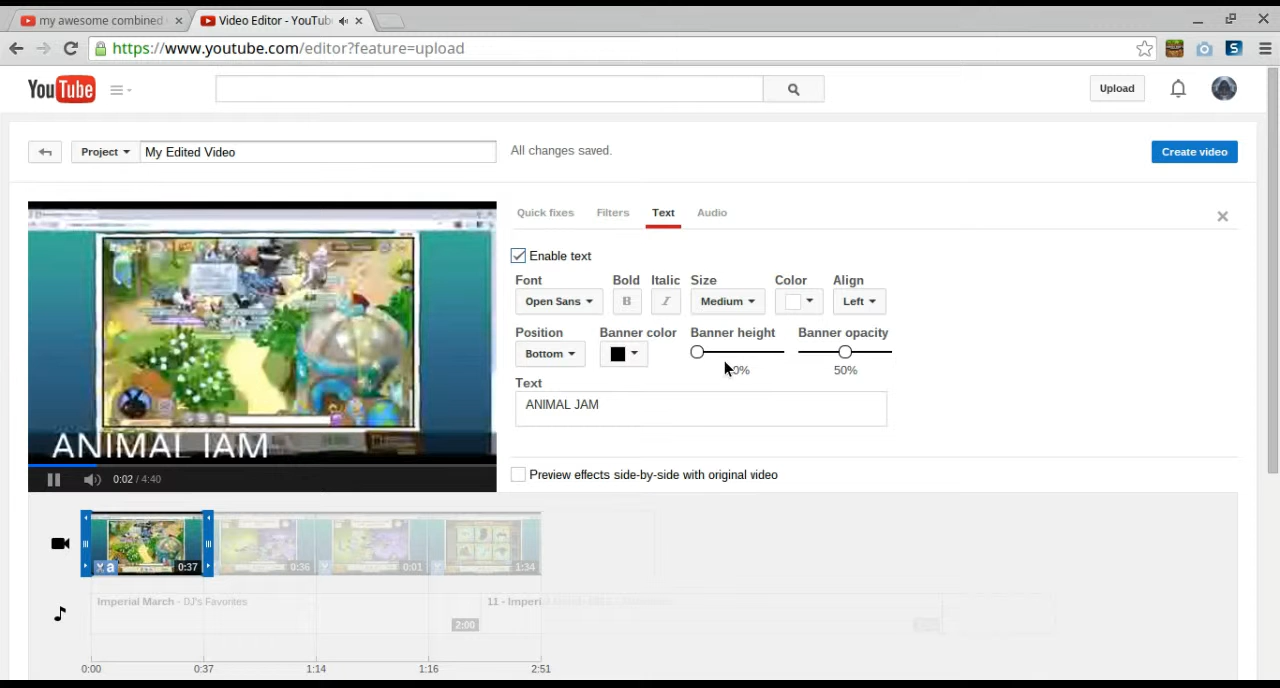 my awesome combined
Video Editor - YouTub
https://www.youtube.com/editor?feature=upload
S
YouTube
Upload
Project
My Edited Video
All changes saved.
Create video
Quick fixes
Filters
Text
Audio
Enable text
Font
Bold
Italic
Size
Color
Align
Open Sans
B
I
Medium
Left
Position
Banner color
Banner height
Banner opacity
Bottom
0%
50%
Text
ANIMAL JAM
ANIMAL JAM
Preview effects side-by-side with original video
0:02 / 4:40
a
0:37
0:36
0:01
1:34
Imperial March - DJ's Favorites
11 - Imperi
2:00
0:00
0:37
1:14
1:16
2:51